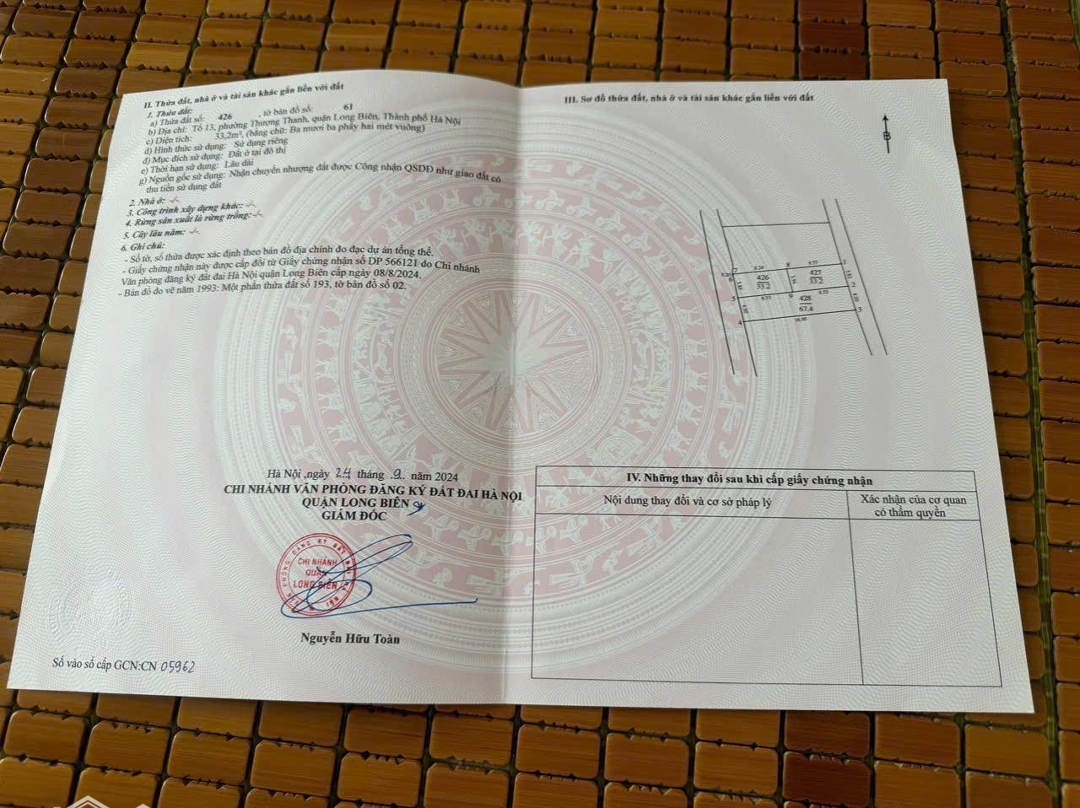 II. Thửa đất, nhà ở và tài sản khác gắn liền với đất
1. Thửa đất:
a) Thửa đất số: 426 , tờ bản đồ số: 61
b) Địa chỉ: Tổ 13, phường Thượng Thanh, quận Long Biên, Thành phố Hà Nội
c) Diện tích: 33,2m², (bằng chữ: Ba mươi ba phẩy hai mét vuông)
d) Hình thức sử dụng: Sử dụng riêng
đ) Mục đích sử dụng: Đất ở tại đô thị
e) Thời hạn sử dụng: Lâu dài
g) Nguồn gốc sử dụng: Nhận chuyển nhượng đất được Công nhận QSDĐ như giao đất có
thu tiền sử dụng đất
2. Nhà ở: -/-
3. Công trình xây dựng khác: -/-
4. Rừng sản xuất là rừng trồng: -/-
5. Cây lâu năm: -/-
6. Ghi chú:
- Số tờ, số thửa được xác định theo bản đồ địa chính đo đạc dự án tổng thể.
- Giấy chứng nhận này được cấp đổi từ Giấy chứng nhận số DP 566121 do Chi nhánh
Văn phòng đăng ký đất đai Hà Nội quận Long Biên cấp ngày 08/8/2024.
- Bản đồ đo vẽ năm 1993: Một phần thửa đất số 193, tờ bản đồ số 02.
Hà Nội ,ngày 24 tháng 9 năm 2024
CHI NHÁNH VĂN PHÒNG ĐĂNG KÝ ĐẤT ĐAI HÀ NỘI
QUẬN LONG BIÊN
GIÁM ĐỐC
CHI NHÁNH
QUẬN
LONG BIÊN
Nguyễn Hữu Toàn
Số vào sổ cấp GCN:CN 05962
III. Sơ đồ thửa đất, nhà ở và tài sản khác gắn liền với đất
B
7
8
1
6
426
33.2
427
33.2
2
5
9
428
67.4
4
3
IV. Những thay đổi sau khi cấp giấy chứng nhận
Nội dung thay đổi và cơ sở pháp lý
Xác nhận của cơ quan
có thẩm quyền